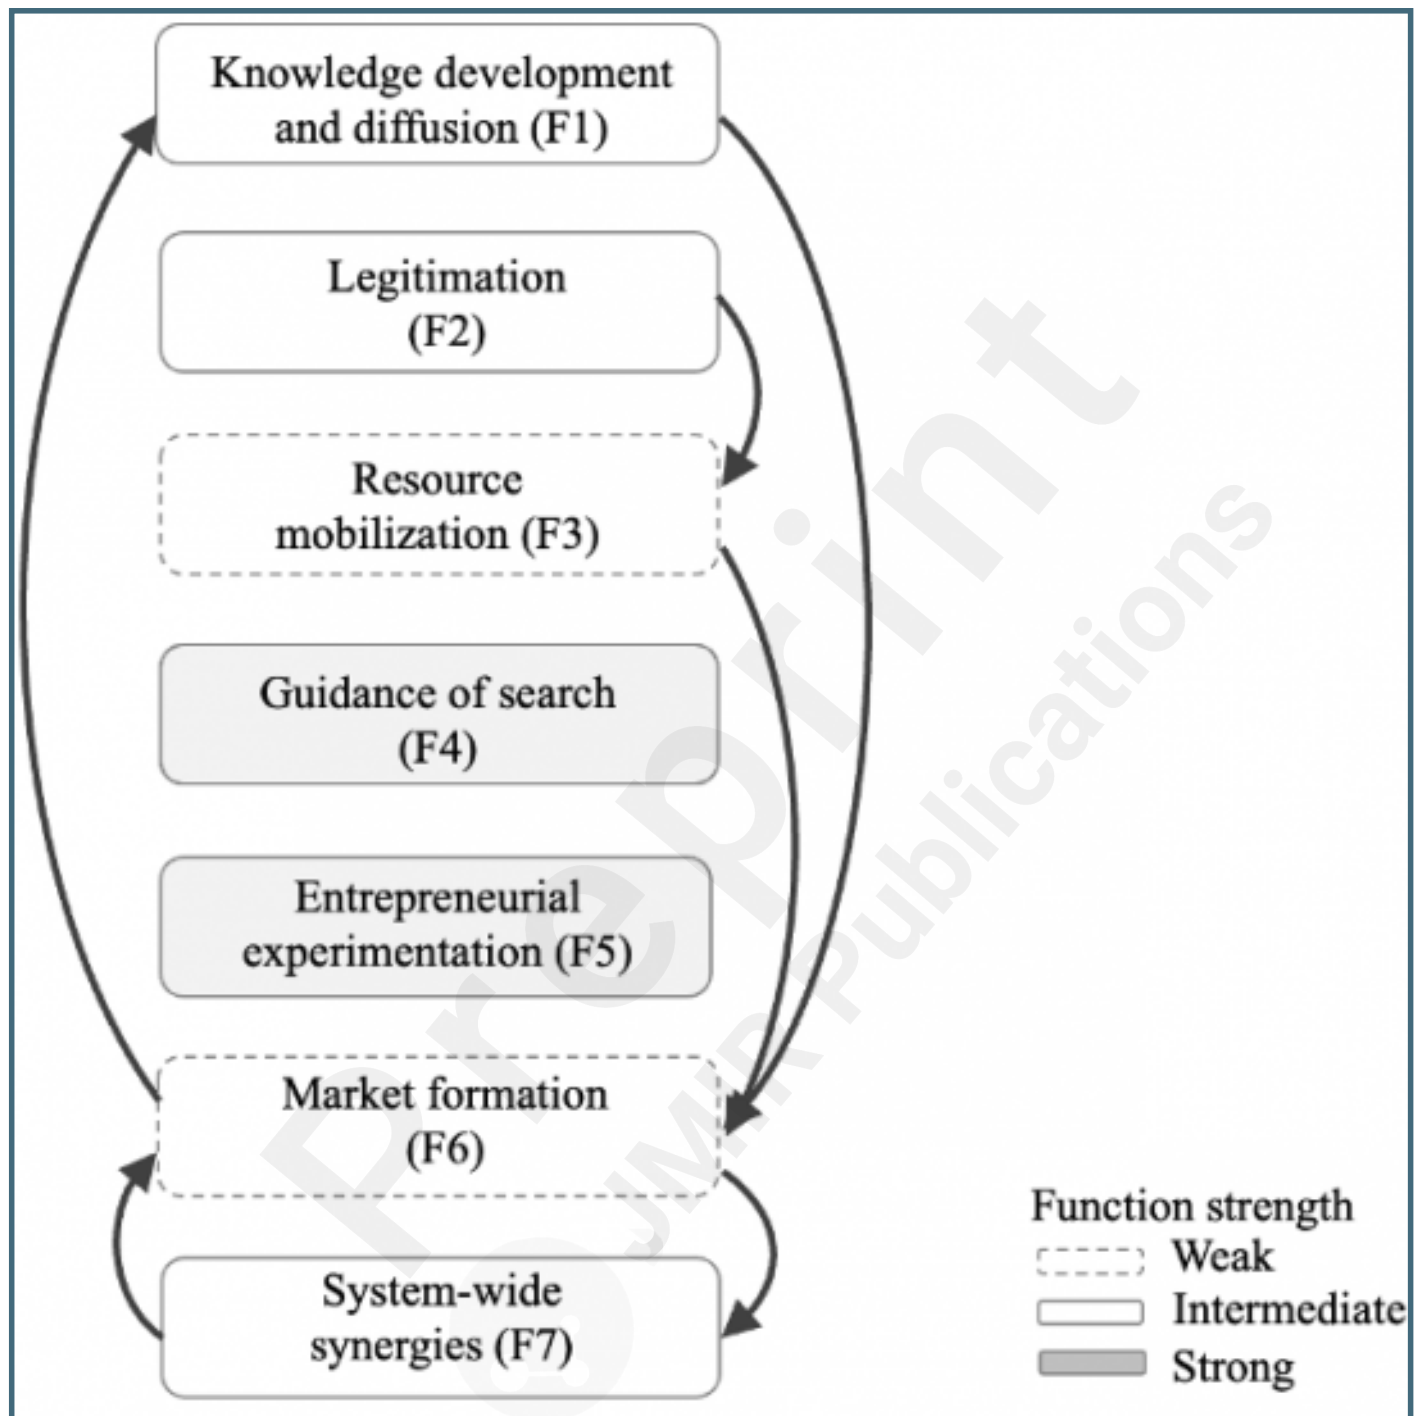 Knowledge development
and diffusion (F1)
Legitimation
(F2)
Resource
mobilization (F3)
Guidance of search
(F4)
Entrepreneurial
experimentation (F5)
Market formation
(F6)
System-wide
synergies (F7)
Function strength
Weak
Intermediate
Strong
Preprint
JMIR Publications